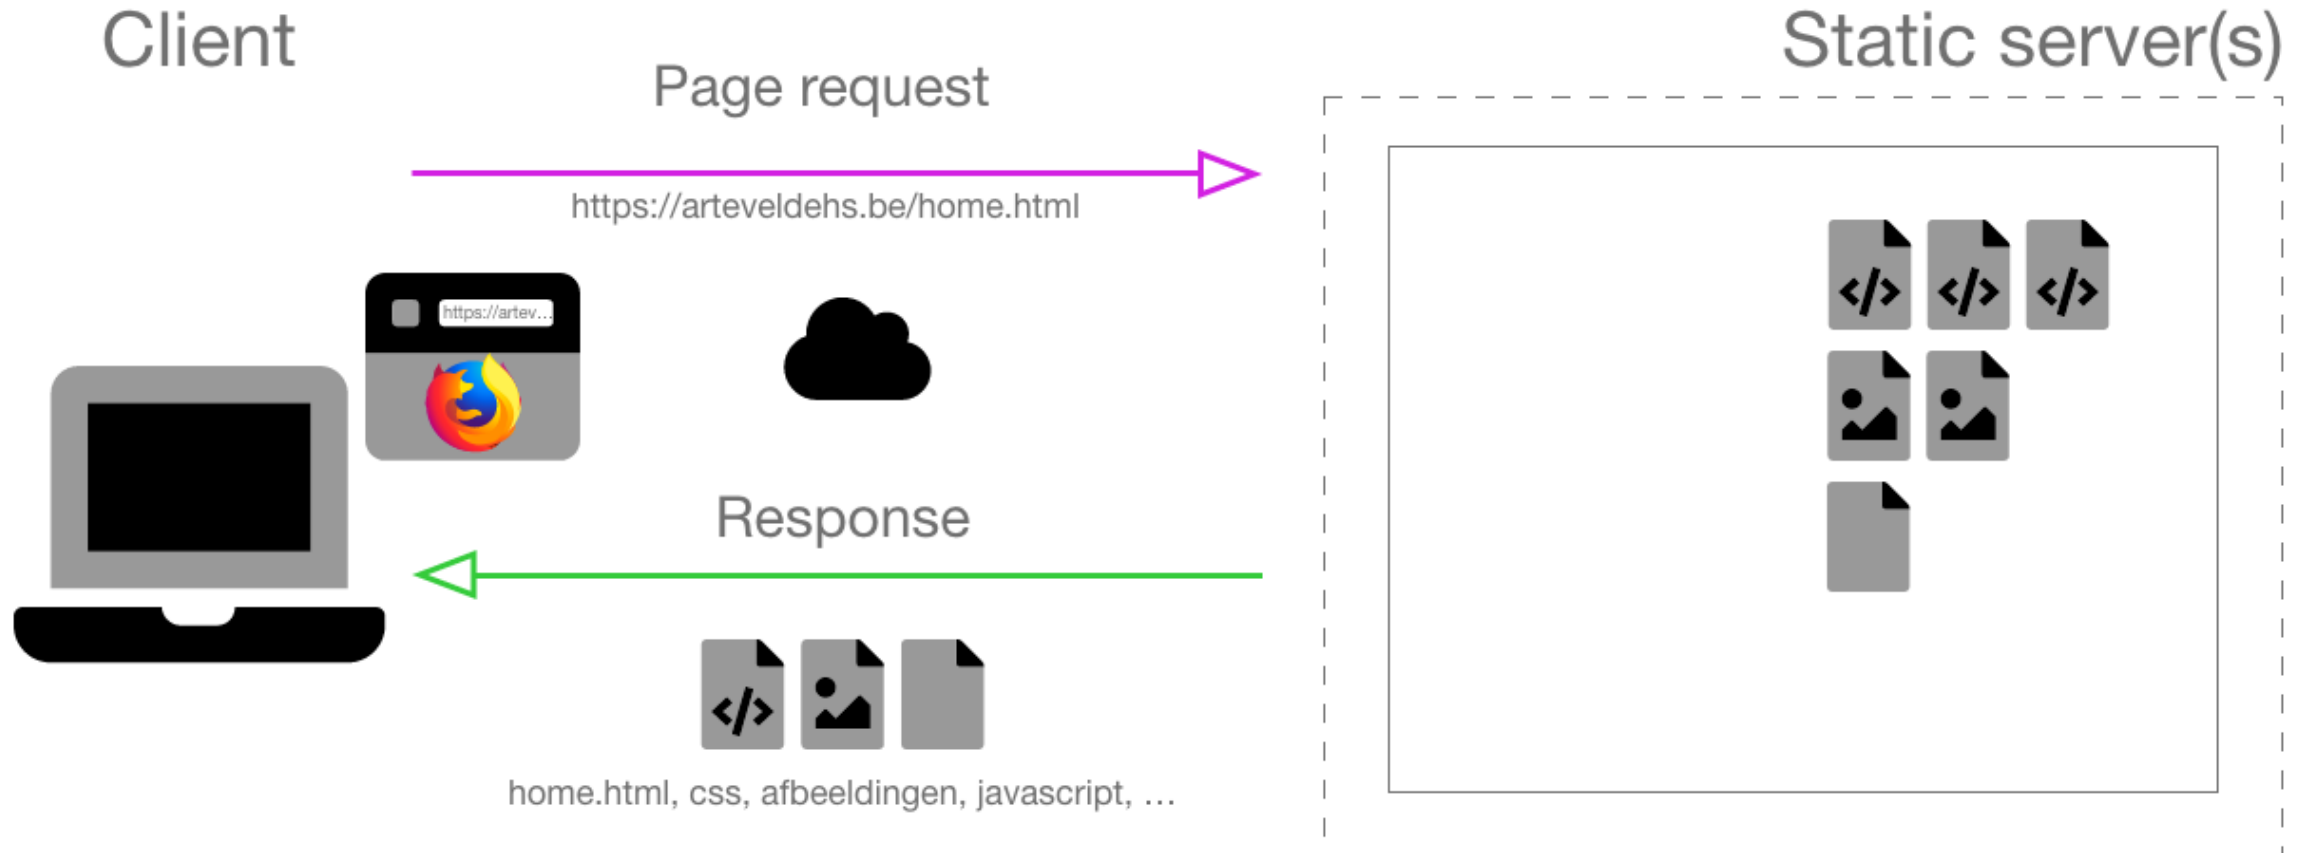 Client
Static server(s)
Page request
https://arteveldehs.be/home.html
https://artev...
</>
</>
</>
Response
</>
home.html, css, afbeeldingen, javascript, ...